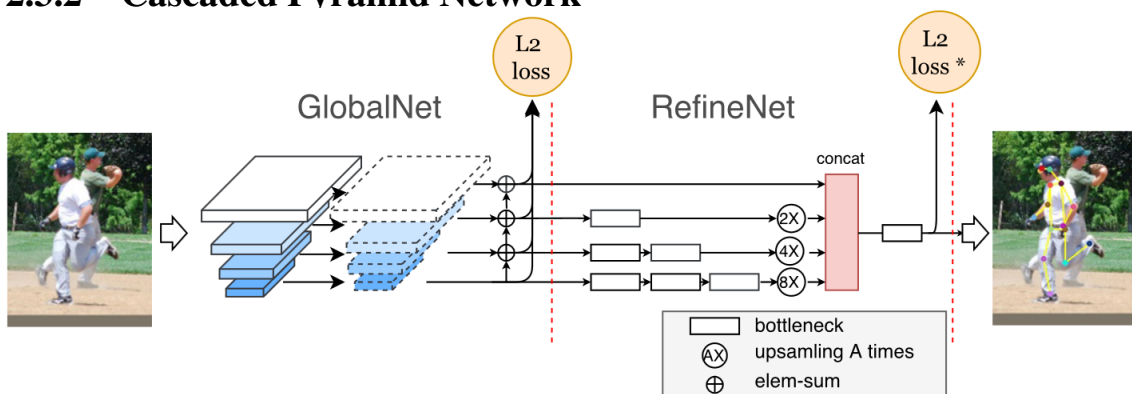 2.3.2 Cascaded Pyramid Network
L2
loss
L2
loss *
GlobalNet
RefineNet
concat
2X
4X
8X
bottleneck
AX
upsamling A times
elem-sum